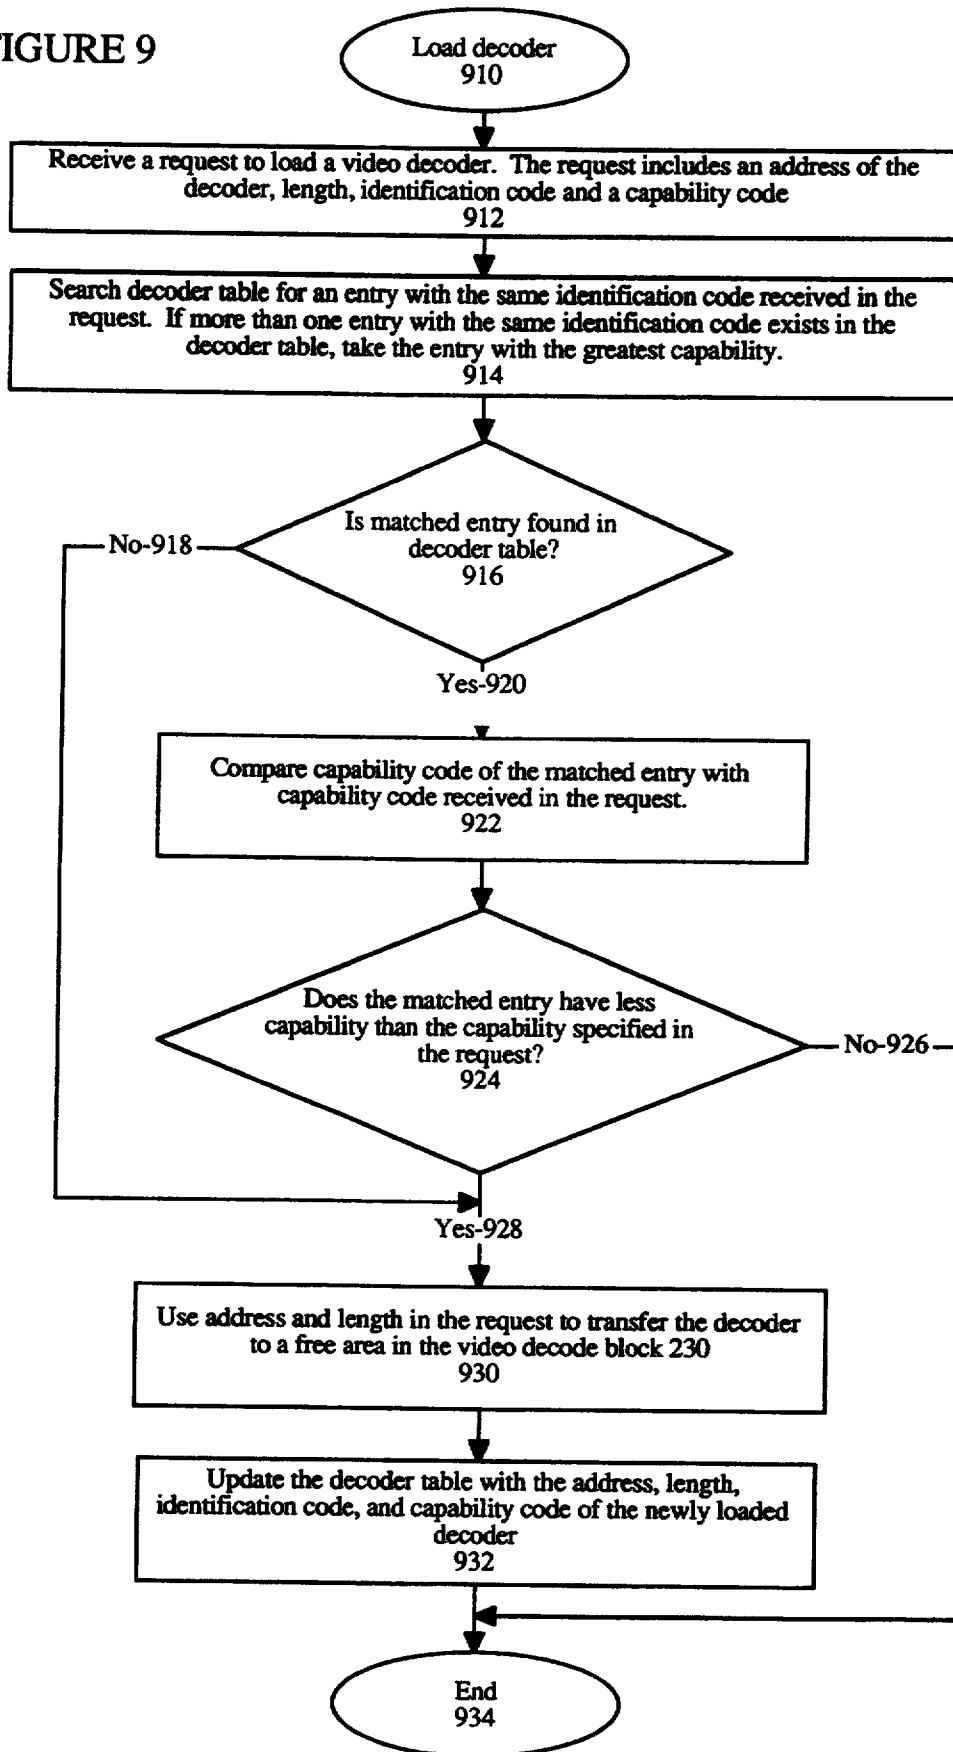 IGURE 9
Load decoder
910
Receive a request to load a video decoder. The request includes an address of the
decoder, length, identification code and a capability code
912
Search decoder table for an entry with the same identification code received in the
request. If more than one entry with the same identification code exists in the
decoder table, take the entry with the greatest capability.
914
Is matched entry found in
decoder table?
916
No-918
Yes-920
Compare capability code of the matched entry with
capability code received in the request.
922
Does the matched entry have less
capability than the capability specified in
the request?
924
No-926
Yes-928
Use address and length in the request to transfer the decoder
to a free area in the video decode block 230
930
Update the decoder table with the address, length,
identification code, and capability code of the newly loaded
decoder
932
End
934